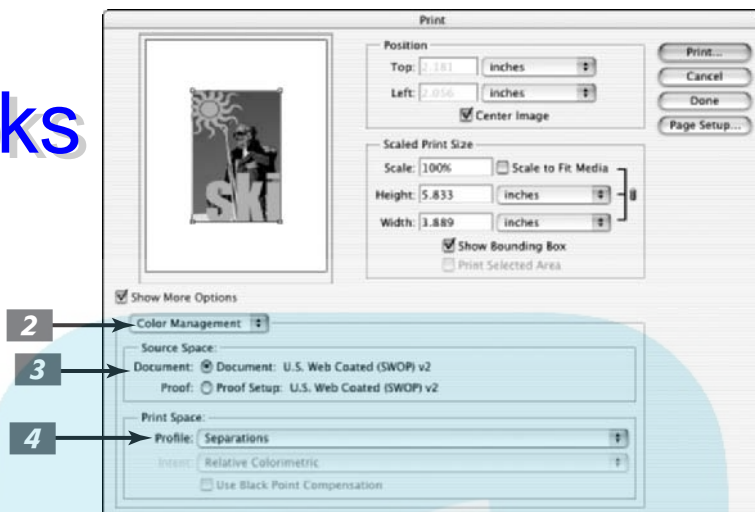 Print
ks
ski
Position
Top: 2.181 inches
Left: 2.056 inches
Center Image
Print...
Cancel
Done
Page Setup...
Scaled Print Size
Scale: 100% Scale to Fit Media
Height: 5.833 inches
Width: 3.889 inches
Show Bounding Box
Print Selected Area
Show More Options
2 Color Management
Source Space:
3 Document: Document: U.S. Web Coated (SWOP) v2
Proof: Proof Setup: U.S. Web Coated (SWOP) v2
Print Space:
4 Profile: Separations
Intent: Relative Colorimetric
Use Black Point Compensation